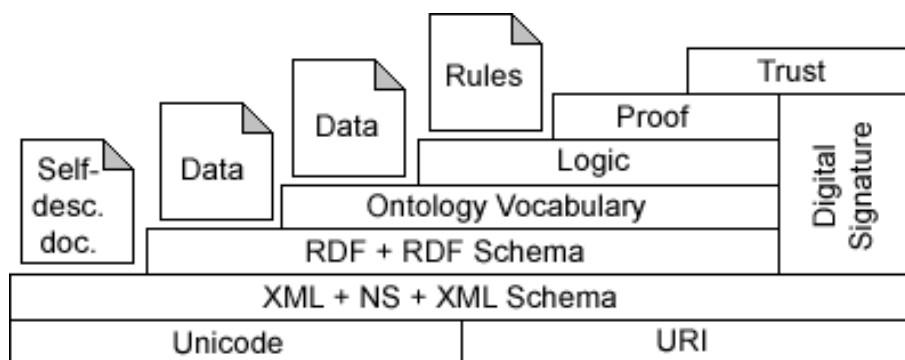 Rules
Trust
Data
Proof
Data
Logic
Self-
desc.
doc.
Ontology Vocabulary
Digital
Signature
RDF + RDF Schema
XML + NS + XML Schema
Unicode
URI